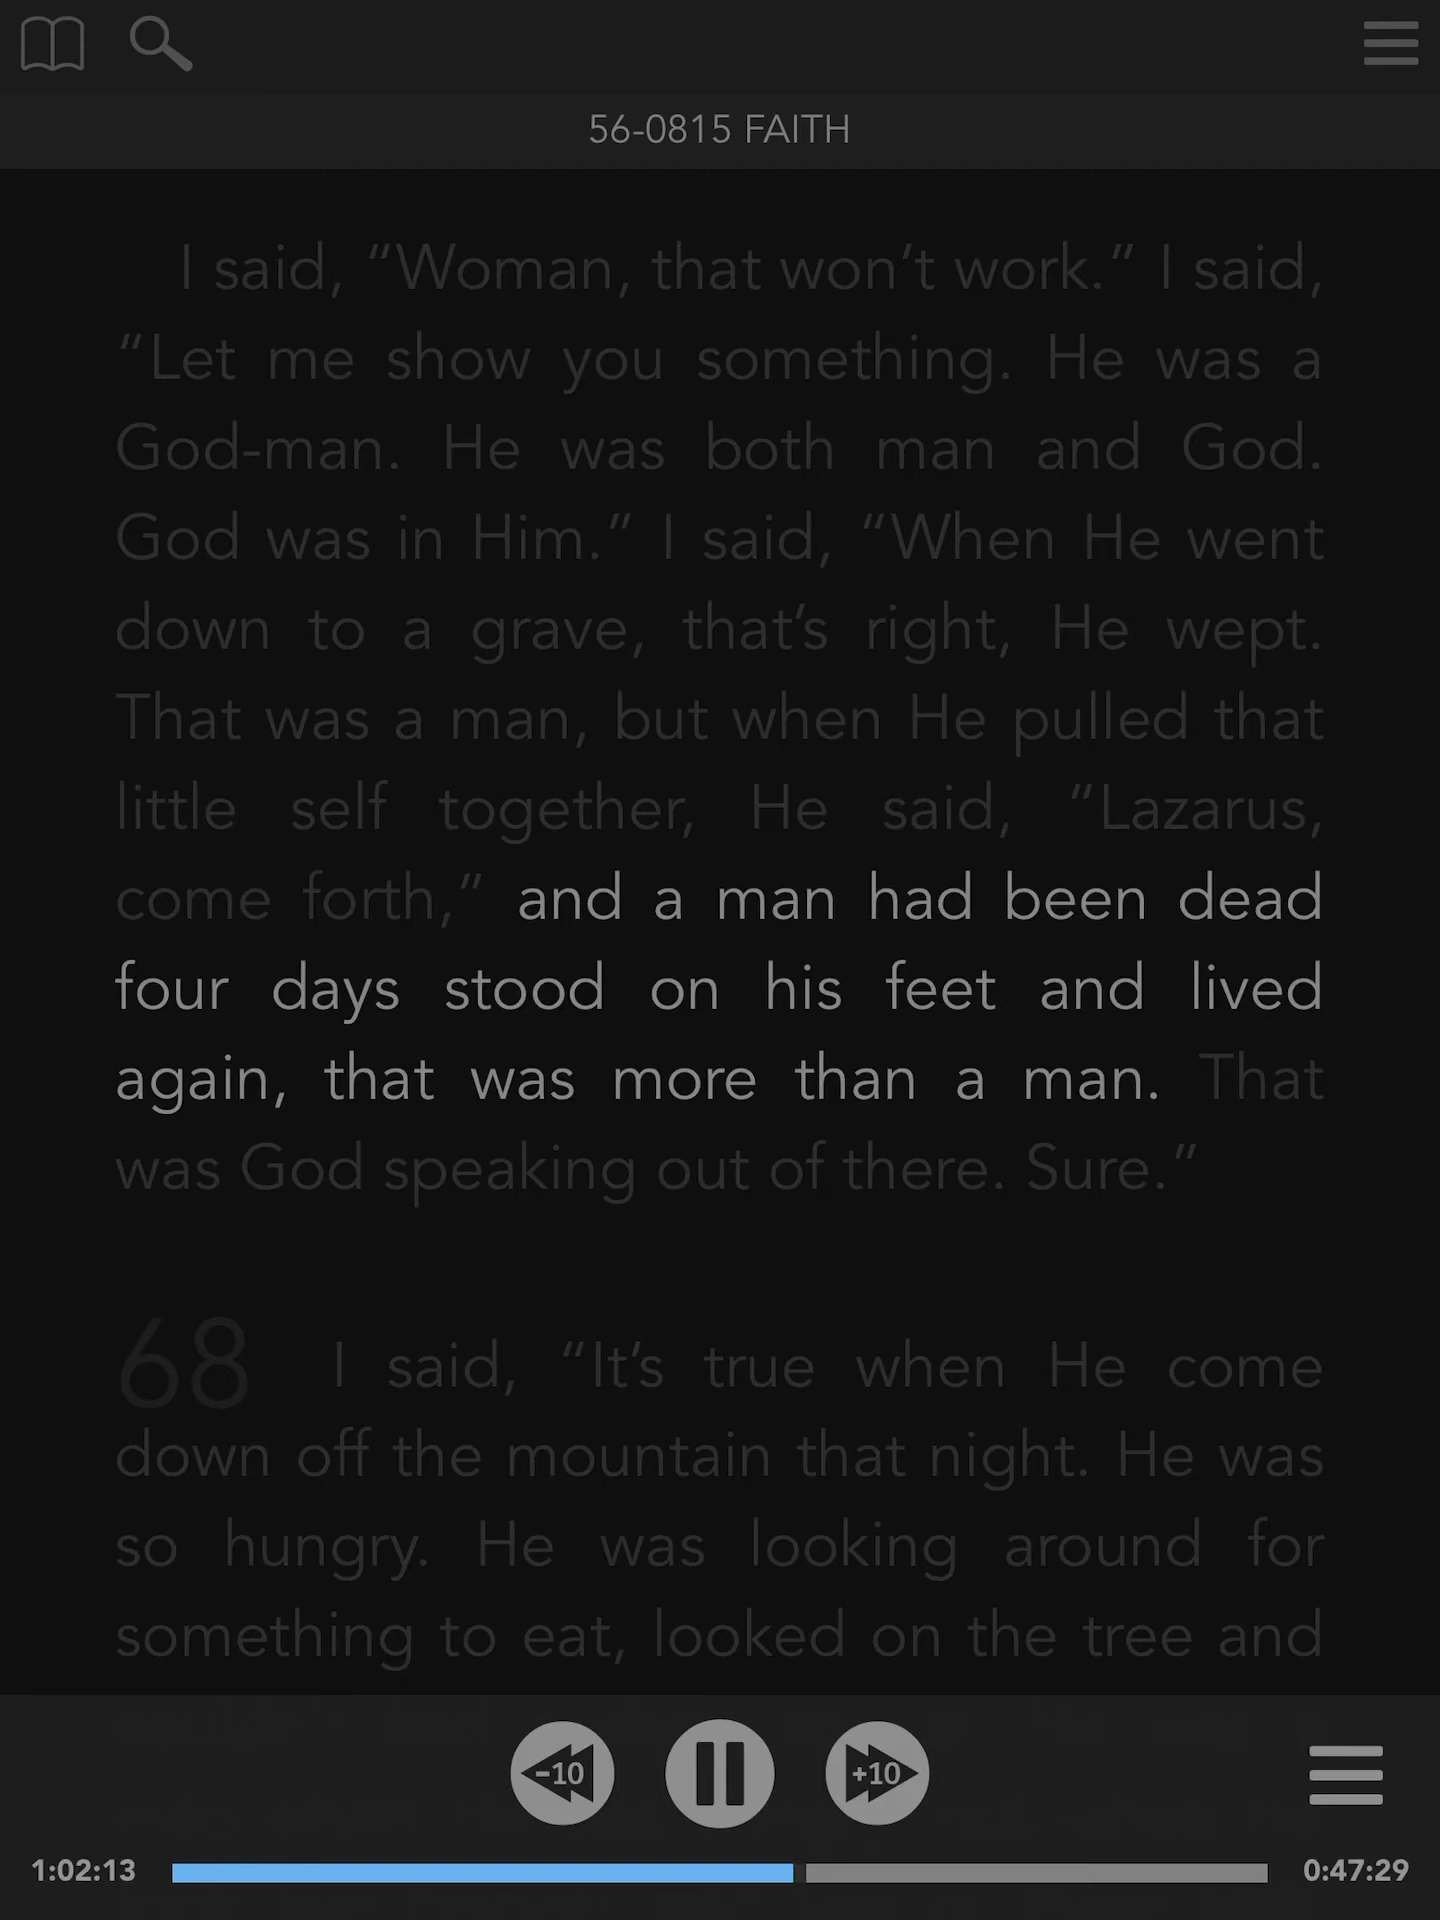 56-0815 FAITH
I said, “Woman, that won’t work.” I said,
“Let me show you something. He was a
God-man. He was both man and God.
God was in Him.” I said, “When He went
down to a grave, that’s right, He wept.
That was a man, but when He pulled that
little self together, He said, “Lazarus,
come forth,” and a man had been dead
four days stood on his feet and lived
again, that was more than a man. That
was God speaking out of there. Sure.”
68 I said, “It’s true when He come
down off the mountain that night. He was
so hungry. He was looking around for
something to eat, looked on the tree and
-10 +10
1:02:13 0:47:29